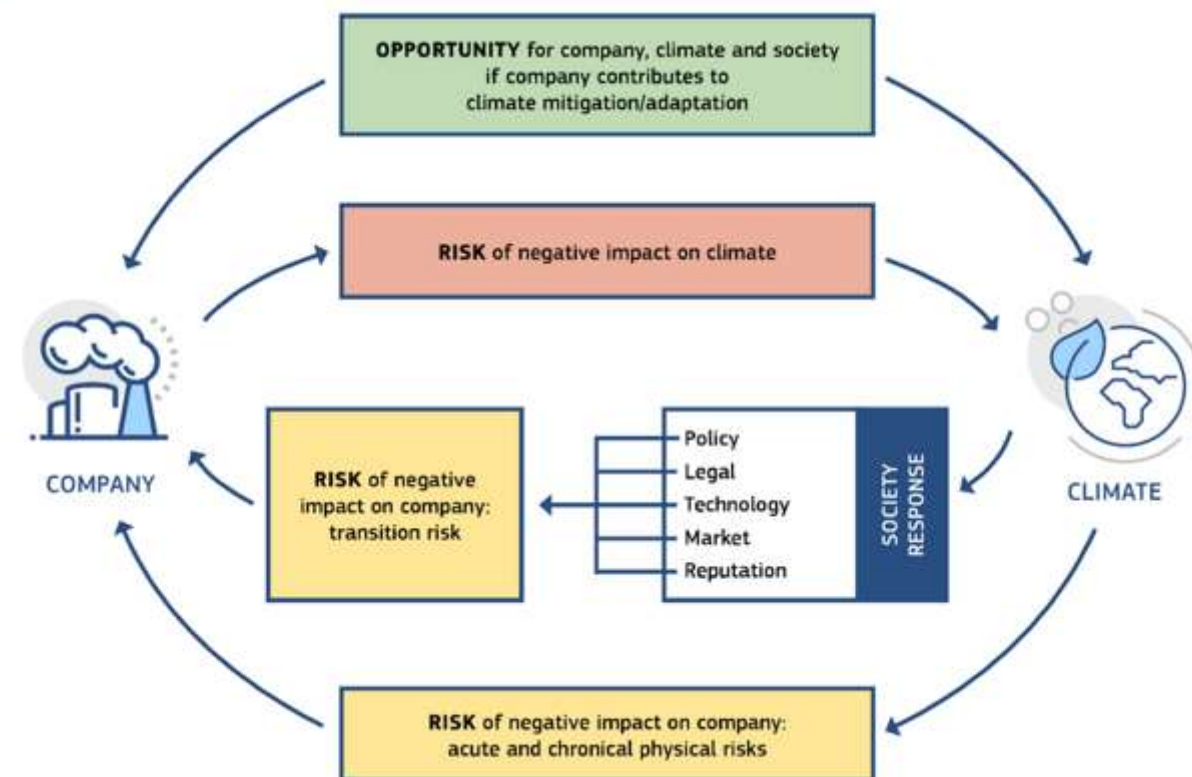 OPPORTUNITY for company, climate and society
if company contributes to
climate mitigation/adaptation
RISK of negative impact on climate
COMPANY
RISK of negative
impact on company:
transition risk
Policy
Legal
Technology
Market
Reputation
SOCIETY
RESPONSE
CLIMATE
RISK of negative impact on company:
acute and chronical physical risks